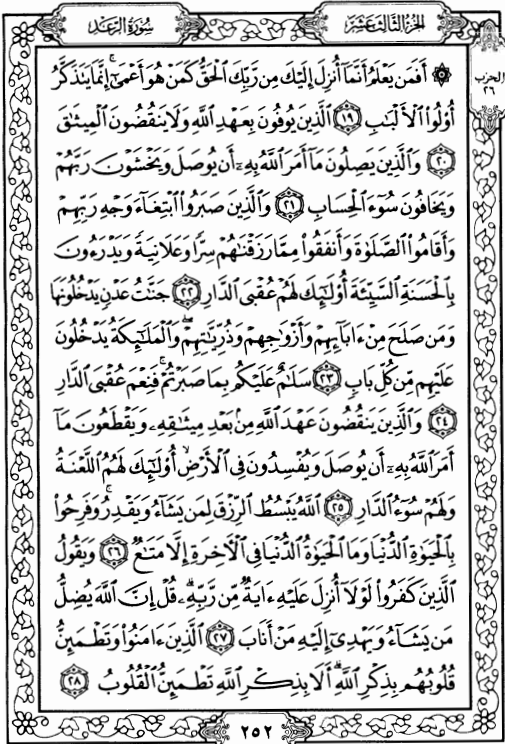 الجزء الثالث عشر
سورة الرعد
الحزب
٢٦
۞ أَفَمَن يَعْلَمُ أَنَّمَآ أُنزِلَ إِلَيْكَ مِن رَّبِّكَ ٱلْحَقُّ كَمَنْ هُوَ أَعْمَىٰٓ ۚ إِنَّمَا يَتَذَكَّرُ
أُو۟لُوا۟ ٱلْأَلْبَـٰبِ ﴿١٩﴾ ٱلَّذِينَ يُوفُونَ بِعَهْدِ ٱللَّهِ وَلَا يَنقُضُونَ ٱلْمِيثَـٰقَ
﴿٢٠﴾ وَٱلَّذِينَ يَصِلُونَ مَآ أَمَرَ ٱللَّهُ بِهِۦٓ أَن يُوصَلَ وَيَخْشَوْنَ رَبَّهُمْ
وَيَخَافُونَ سُوٓءَ ٱلْحِسَابِ ﴿٢١﴾ وَٱلَّذِينَ صَبَرُوا۟ ٱبْتِغَآءَ وَجْهِ رَبِّهِمْ
وَأَقَامُوا۟ ٱلصَّلَوٰةَ وَأَنفَقُوا۟ مِمَّا رَزَقْنَـٰهُمْ سِرًّا وَعَلَانِيَةً وَيَدْرَءُونَ
بِٱلْحَسَنَةِ ٱلسَّيِّئَةَ أُو۟لَـٰٓئِكَ لَهُمْ عُقْبَى ٱلدَّارِ ﴿٢٢﴾ جَنَّـٰتُ عَدْنٍ يَدْخُلُونَهَا
وَمَن صَلَحَ مِنْ ءَابَآئِهِمْ وَأَزْوَٰجِهِمْ وَذُرِّيَّـٰتِهِمْ ۖ وَٱلْمَلَـٰٓئِكَةُ يَدْخُلُونَ
عَلَيْهِم مِّن كُلِّ بَابٍ ﴿٢٣﴾ سَلَـٰمٌ عَلَيْكُم بِمَا صَبَرْتُمْ ۚ فَنِعْمَ عُقْبَى ٱلدَّارِ
﴿٢٤﴾ وَٱلَّذِينَ يَنقُضُونَ عَهْدَ ٱللَّهِ مِنۢ بَعْدِ مِيثَـٰقِهِۦ وَيَقْطَعُونَ مَآ
أَمَرَ ٱللَّهُ بِهِۦٓ أَن يُوصَلَ وَيُفْسِدُونَ فِى ٱلْأَرْضِ ۙ أُو۟لَـٰٓئِكَ لَهُمُ ٱللَّعْنَةُ
وَلَهُمْ سُوٓءُ ٱلدَّارِ ﴿٢٥﴾ ٱللَّهُ يَبْسُطُ ٱلرِّزْقَ لِمَن يَشَآءُ وَيَقْدِرُ ۚ وَفَرِحُوا۟
بِٱلْحَيَوٰةِ ٱلدُّنْيَا وَمَا ٱلْحَيَوٰةُ ٱلدُّنْيَا فِى ٱلْـَٔاخِرَةِ إِلَّا مَتَـٰعٌ ﴿٢٦﴾ وَيَقُولُ
ٱلَّذِينَ كَفَرُوا۟ لَوْلَآ أُنزِلَ عَلَيْهِ ءَايَةٌ مِّن رَّبِّهِۦ ۗ قُلْ إِنَّ ٱللَّهَ يُضِلُّ
مَن يَشَآءُ وَيَهْدِىٓ إِلَيْهِ مَنْ أَنَابَ ﴿٢٧﴾ ٱلَّذِينَ ءَامَنُوا۟ وَتَطْمَئِنُّ
قُلُوبُهُم بِذِكْرِ ٱللَّهِ ۗ أَلَا بِذِكْرِ ٱللَّهِ تَطْمَئِنُّ ٱلْقُلُوبُ ﴿٢٨﴾
٢٥٢